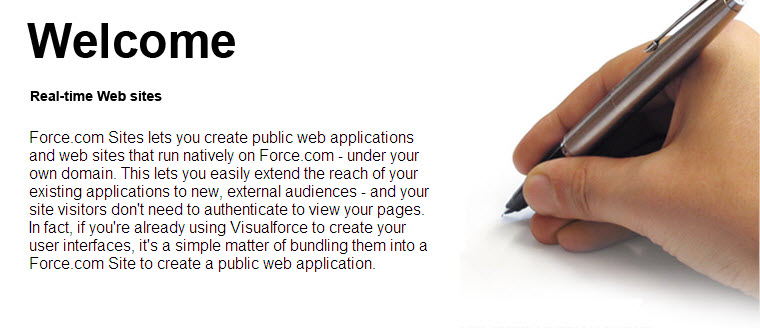 Welcome
Real-time Web sites
Force.com Sites lets you create public web applications
and web sites that run natively on Force.com - under your
own domain. This lets you easily extend the reach of your
existing applications to new, external audiences - and your
site visitors don't need to authenticate to view your pages.
In fact, if you're already using Visualforce to create your
user interfaces, it's a simple matter of bundling them into a
Force.com Site to create a public web application.